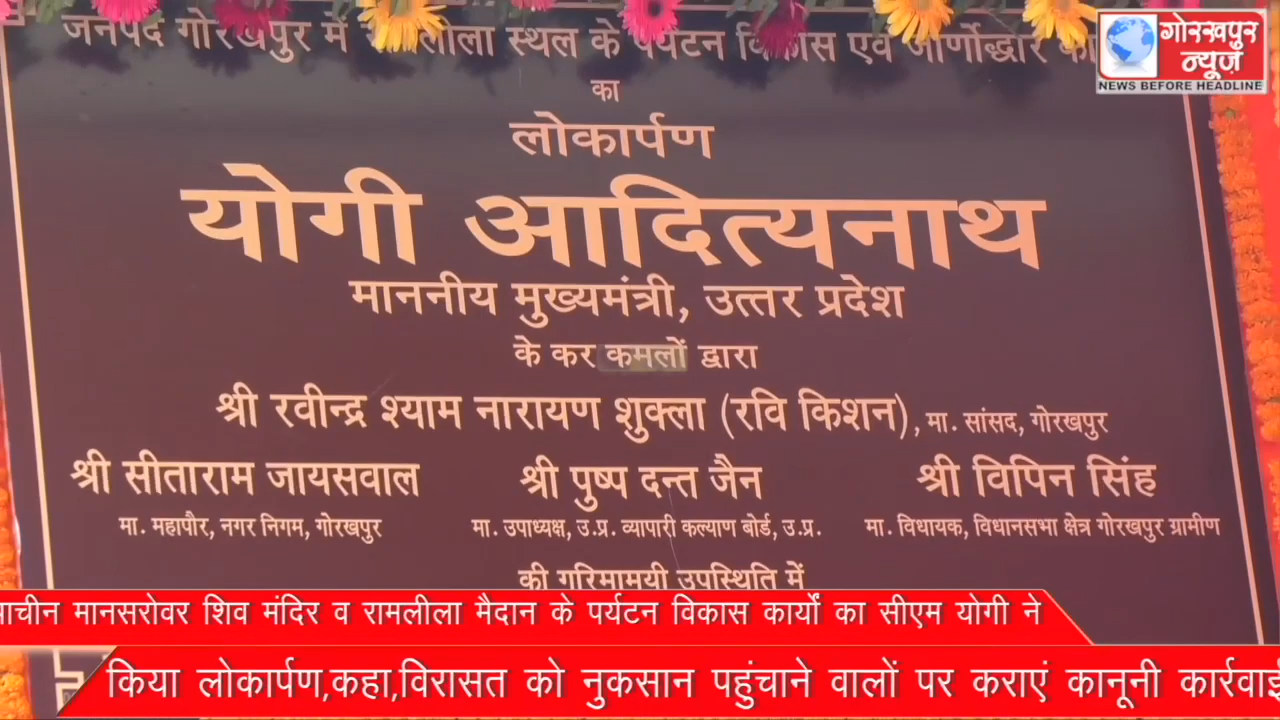 जनपद गोरखपुर में स्थल के पर्यटन विकास एवं जीर्णोद्धार
गोरखपुर
न्यूज़
NEWS BEFORE HEADLINE
का
लोकार्पण
योगी आदित्यनाथ
माननीय मुख्यमंत्री, उत्तर प्रदेश
के कर कमलों द्वारा
श्री रवीन्द्र श्याम नारायण शुक्ला (रवि किशन), मा. सांसद, गोरखपुर
श्री सीताराम जायसवाल श्री पुष्प दन्त जैन श्री विपिन सिंह
मा. महापौर, नगर निगम, गोरखपुर मा. उपाध्यक्ष, उ.प्र. व्यापारी कल्याण बोर्ड, उ.प्र. मा. विधायक, विधानसभा क्षेत्र गोरखपुर ग्रामीण
की गरिमामयी उपस्थिति में
मानसरोवर शिव मंदिर व रामलीला मैदान के पर्यटन विकास कार्यों का सीएम योगी ने
किया लोकार्पण,कहा,विरासत को नुकसान पहुंचाने वालों पर कराएं कानूनी कार्रवाई